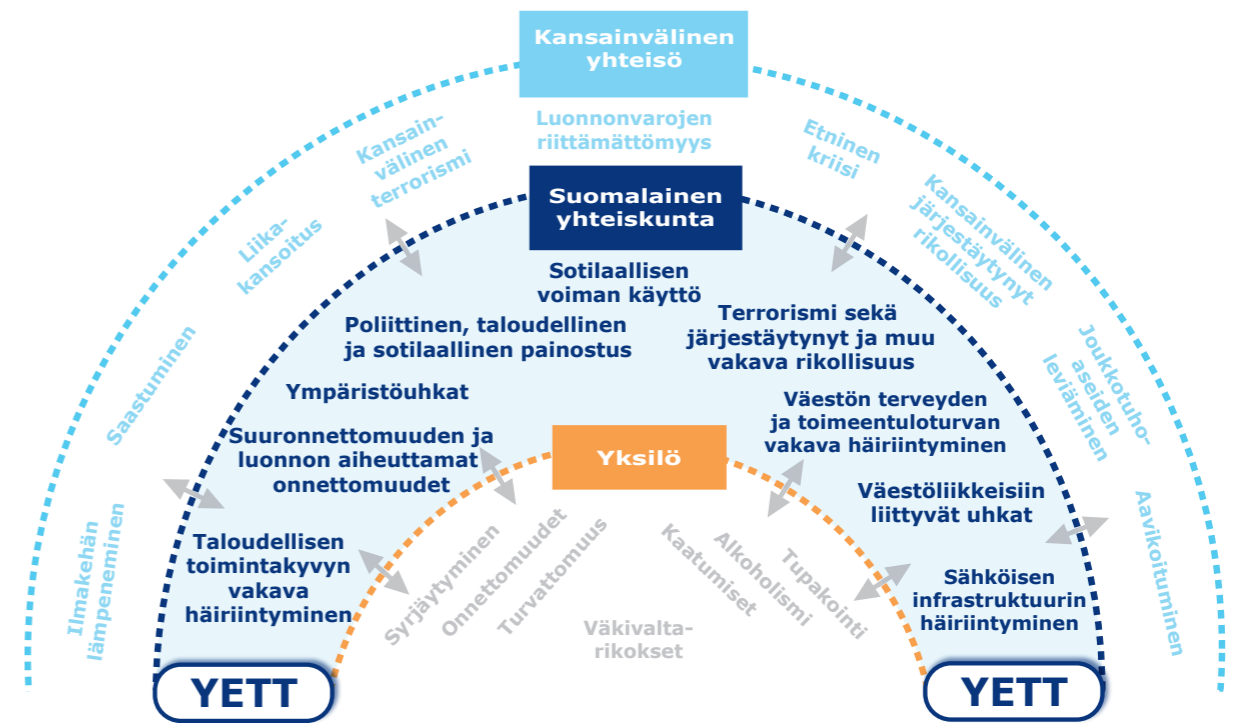 Kansainvälinen
yhteisö
Ilmakehän
lämpeneminen
Saastuminen
Liika-
kansoitus
Kansain-
välinen
terrorismi
Luonnonvarojen
riittämättömyys
Etninen
kriisi
Kansainvälinen
järjestäytynyt
rikollisuus
Joukkotuho-
aseiden
leviäminen
Aavikoituminen
Suomalainen
yhteiskunta
Taloudellisen
toimintakyvyn
vakava
häiriintyminen
Suuronnettomuuden ja
luonnon aiheuttamat
onnettomuudet
Ympäristöuhkat
Poliittinen, taloudellinen
ja sotilaallinen painostus
Sotilaallisen
voiman käyttö
Terrorismi sekä
järjestäytynyt ja muu
vakava rikollisuus
Väestön terveyden
ja toimeentuloturvan
vakava häiriintyminen
Väestöliikkeisiin
liittyvät uhkat
Sähköisen
infrastruktuurin
häiriintyminen
Yksilö
Syrjäytyminen
Onnettomuudet
Turvattomuus
Väkivalta-
rikokset
Kaatumiset
Alkoholismi
Tupakointi
YETT
YETT